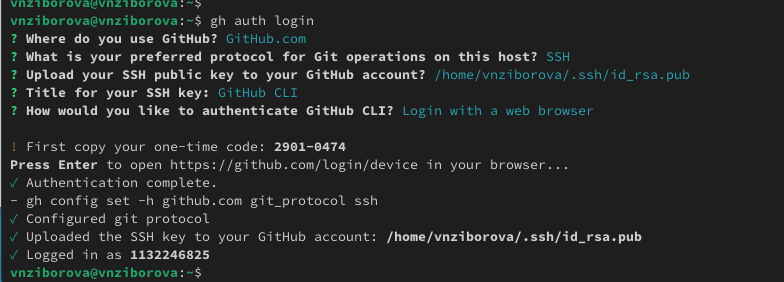 vnziborova@vnziborova:~$
vnziborova@vnziborova:~$ gh auth login
? Where do you use GitHub? GitHub.com
? What is your preferred protocol for Git operations on this host? SSH
? Upload your SSH public key to your GitHub account? /home/vnziborova/.ssh/id_rsa.pub
? Title for your SSH key: GitHub CLI
? How would you like to authenticate GitHub CLI? Login with a web browser
! First copy your one-time code: 2901-0474
Press Enter to open https://github.com/login/device in your browser...
✓ Authentication complete.
- gh config set -h github.com git_protocol ssh
✓ Configured git protocol
✓ Uploaded the SSH key to your GitHub account: /home/vnziborova/.ssh/id_rsa.pub
✓ Logged in as 1132246825
vnziborova@vnziborova:~$